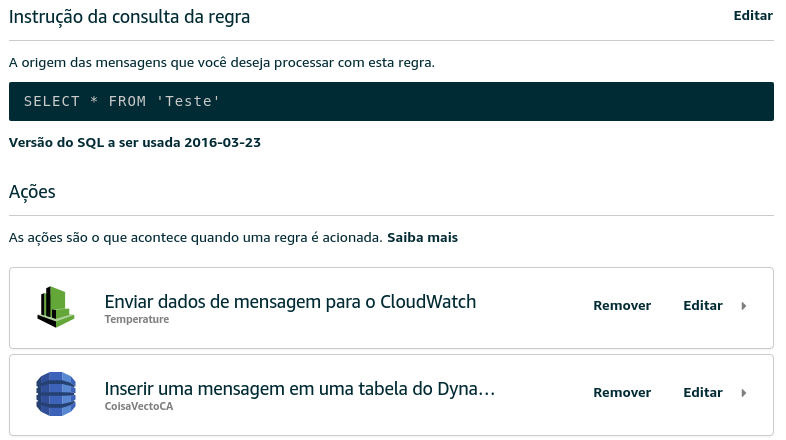 Instrução da consulta da regra
Editar
A origem das mensagens que você deseja processar com esta regra.
SELECT * FROM 'Teste'
Versão do SQL a ser usada 2016-03-23
Ações
As ações são o que acontece quando uma regra é acionada. Saiba mais
Enviar dados de mensagem para o CloudWatch
Temperature
Remover
Editar
Inserir uma mensagem em uma tabela do Dyna...
CoisaVectoCA
Remover
Editar